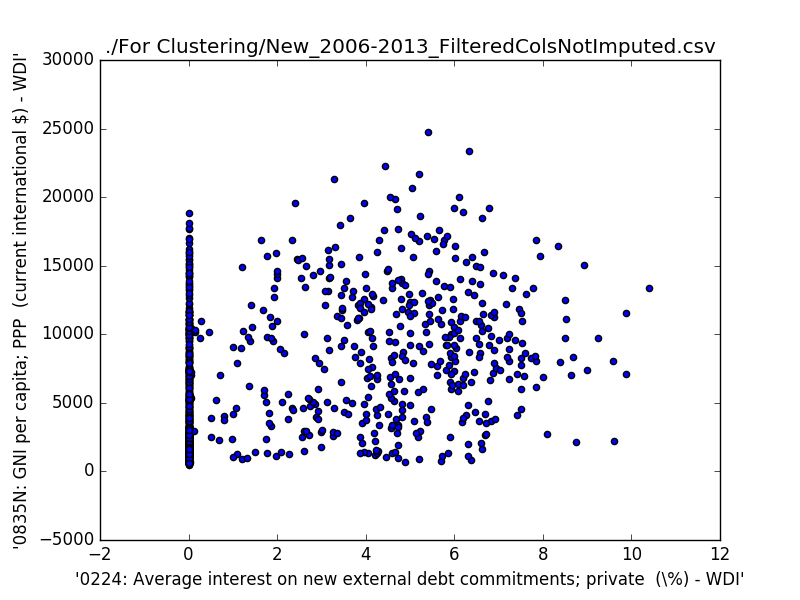 ./For Clustering/New_2006-2013_FilteredColsNotImputed.csv
'0835N: GNI per capita; PPP  (current international $) - WDI'
30000
25000
20000
15000
10000
5000
0
−5000
−2 0 2 4 6 8 10 12
'0224: Average interest on new external debt commitments; private  (\%) - WDI'